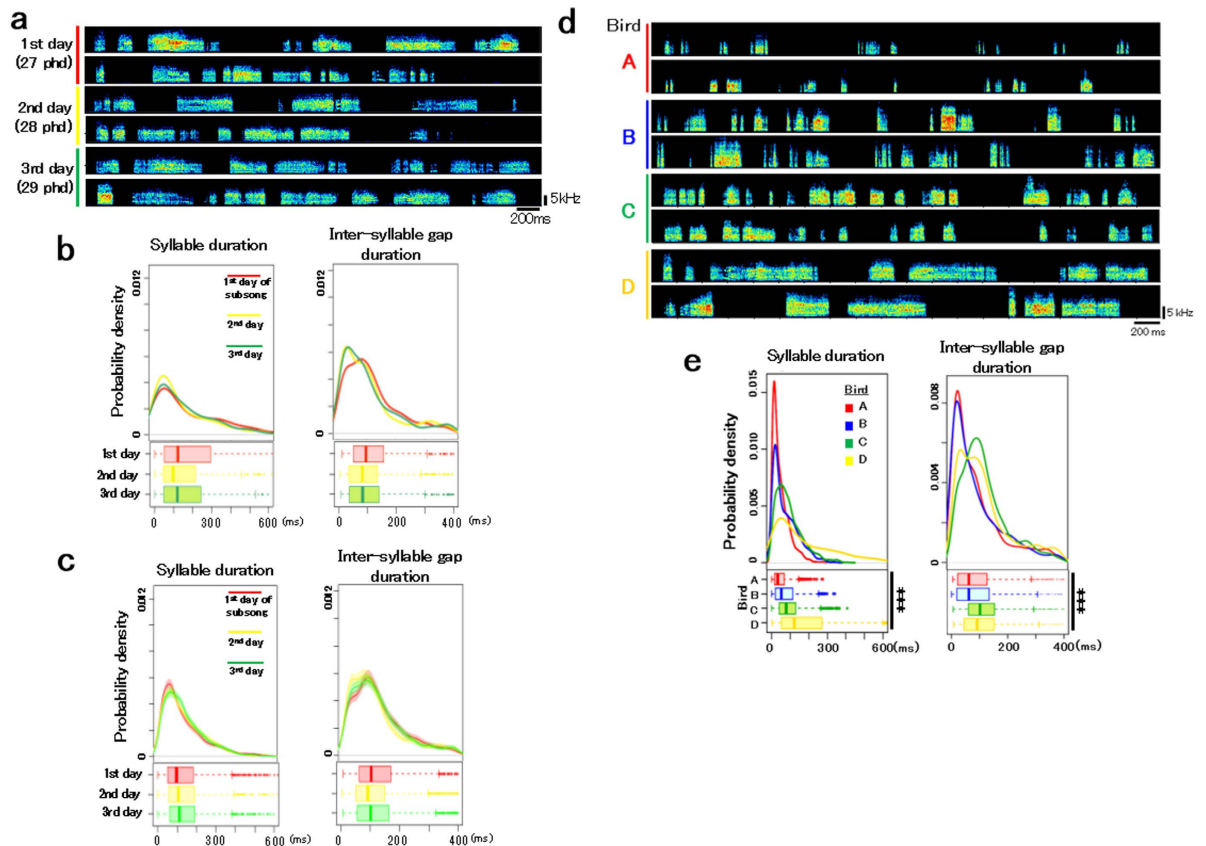 a
1st day
(27 phd)
2nd day
(28 phd)
3rd day
(29 phd)
5 kHz
200ms
b
Syllable duration
Inter-syllable gap
duration
Probability density
0.012
0
1st day of
subsong
2nd day
3rd day
0.012
0
1st day
2nd day
3rd day
0 300 600 (ms)
0 200 400 (ms)
c
Syllable duration
Inter-syllable gap
duration
Probability density
0.012
0
1st day of
subsong
2nd day
3rd day
0.012
0
1st day
2nd day
3rd day
0 300 600 (ms)
0 200 400 (ms)
d
Bird
A
B
C
D
5 kHz
200 ms
e
Syllable duration
Inter-syllable gap
duration
Probability density
0.015
0.010
0.005
0
Bird
A
B
C
D
0.008
0.004
0
Bird
A
B
C
D
***
***
0 300 600 (ms)
0 200 400 (ms)